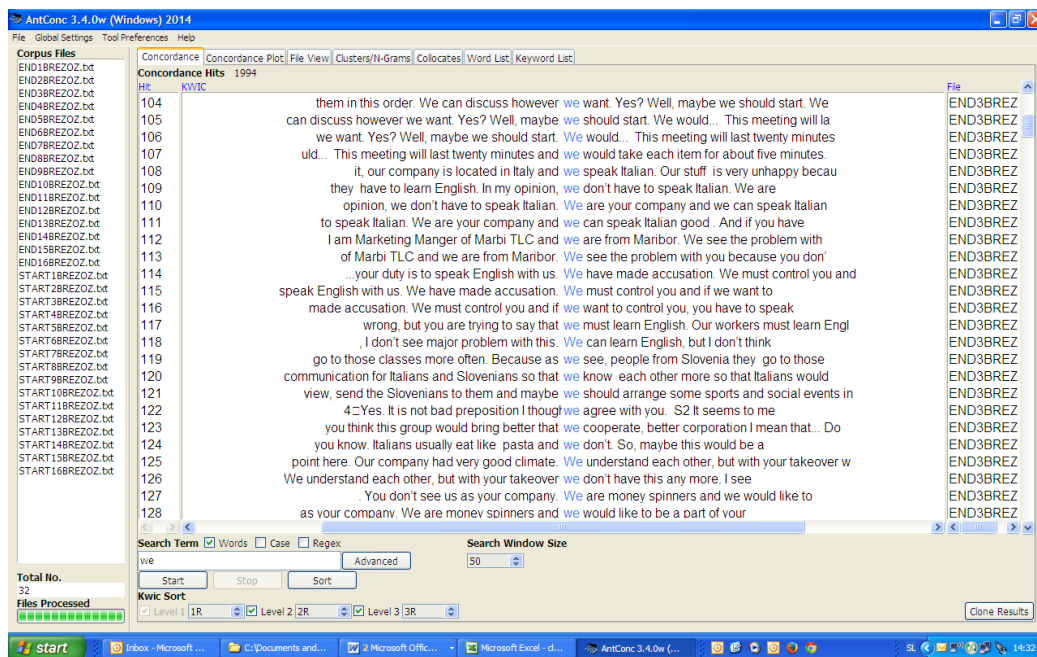 AntConc 3.4.0w (Windows) 2014
File Global Settings Tool Preferences Help
Corpus Files
END1BREZOZ.txt
END2BREZOZ.txt
END3BREZOZ.txt
END4BREZOZ.txt
END5BREZOZ.txt
END6BREZOZ.txt
END7BREZOZ.txt
END8BREZOZ.txt
END9BREZOZ.txt
END10BREZOZ.txt
END11BREZOZ.txt
END12BREZOZ.txt
END13BREZOZ.txt
END14BREZOZ.txt
END15BREZOZ.txt
END16BREZOZ.txt
START1BREZOZ.txt
START2BREZOZ.txt
START3BREZOZ.txt
START4BREZOZ.txt
START5BREZOZ.txt
START6BREZOZ.txt
START7BREZOZ.txt
START8BREZOZ.txt
START9BREZOZ.txt
START10BREZOZ.txt
START11BREZOZ.txt
START12BREZOZ.txt
START13BREZOZ.txt
START14BREZOZ.txt
START15BREZOZ.txt
START16BREZOZ.txt
Total No.
32
Files Processed
Concordance Concordance Plot File View Clusters/N-Grams Collocates Word List Keyword List
Concordance Hits 1994
Hit KWIC File
104 them in this order. We can discuss however we want. Yes? Well, maybe we should start. We END3BREZ
105 can discuss however we want. Yes? Well, maybe we should start. We would... This meeting will la END3BREZ
106 we want. Yes? Well, maybe we should start. We would... This meeting will last twenty minutes END3BREZ
107 uld... This meeting will last twenty minutes and we would take each item for about five minutes. END3BREZ
108 it, our company is located in Italy and we speak Italian. Our stuff is very unhappy becau END3BREZ
109 they have to learn English. In my opinion, we don't have to speak Italian. We are END3BREZ
110 opinion, we don't have to speak Italian. We are your company and we can speak Italian END3BREZ
111 to speak Italian. We are your company and we can speak Italian good . And if you have END3BREZ
112 I am Marketing Manger of Marbi TLC and we are from Maribor. We see the problem with END3BREZ
113 of Marbi TLC and we are from Maribor. We see the problem with you because you don' END3BREZ
114 ...your duty is to speak English with us. We have made accusation. We must control you and END3BREZ
115 speak English with us. We have made accusation. We must control you and if we want to END3BREZ
116 made accusation. We must control you and if we want to control you, you have to speak END3BREZ
117 wrong, but you are trying to say that we must learn English. Our workers must learn Engl END3BREZ
118 , I don't see major problem with this. We can learn English, but I don't think END3BREZ
119 go to those classes more often. Because as we see, people from Slovenia they go to those END3BREZ
120 communication for Italians and Slovenians so that we know each other more so that Italians would END3BREZ
121 view, send the Slovenians to them and maybe we should arrange some sports and social events in END3BREZ
122 4□Yes. It is not bad preposition I though we agree with you. S2 It seems to me END3BREZ
123 you think this group would bring better that we cooperate, better corporation I mean that... Do END3BREZ
124 you know. Italians usually eat like pasta and we don't. So, maybe this would be a END3BREZ
125 point here. Our company had very good climate. We understand each other, but with your takeover w END3BREZ
126 We understand each other, but with your takeover we don't have this any more. I see END3BREZ
127 . You don't see us as your company. We are money spinners and we would like to END3BREZ
128 as your company. We are money spinners and we would like to be a part of your END3BREZ
Search Term Words Case Regex Search Window Size
we Advanced 50
Start Stop Sort
Kwic Sort
Level 1 1R Level 2 2R Level 3 3R Clone Results
start Inbox - Microsoft ... C:\Documents and... 2 Microsoft Offic... Microsoft Excel - d... AntConc 3.4.0w (... SL 14:32